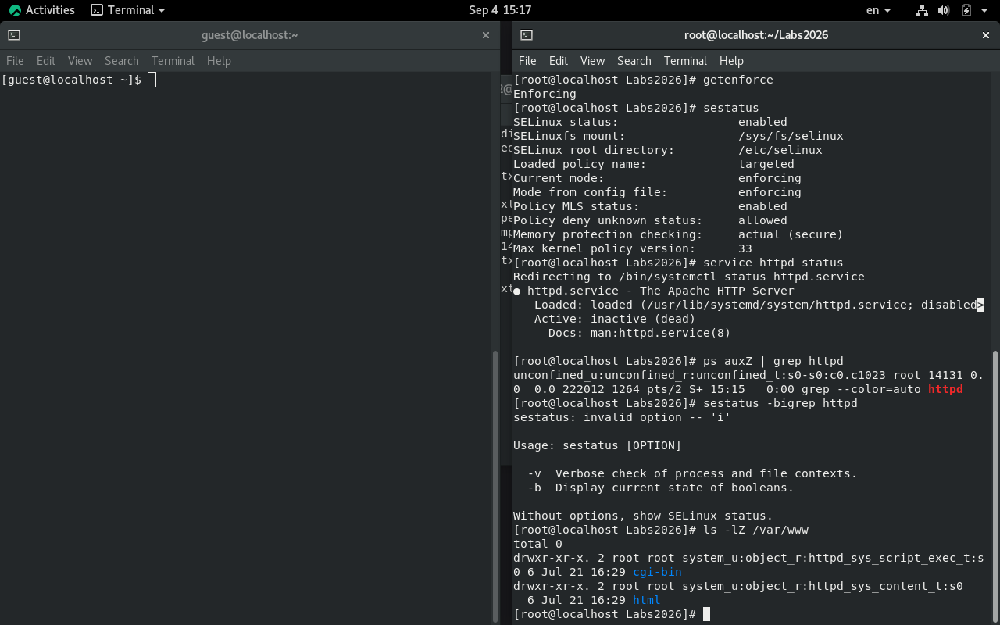 Activities Terminal Sep 4 15:17 en
guest@localhost:~
File Edit View Search Terminal Help
[guest@localhost ~]$
root@localhost:~/Labs2026
File Edit View Search Terminal Help
[root@localhost Labs2026]# getenforce
Enforcing
[root@localhost Labs2026]# sestatus
SELinux status:                 enabled
SELinuxfs mount:                /sys/fs/selinux
SELinux root directory:         /etc/selinux
Loaded policy name:             targeted
Current mode:                   enforcing
Mode from config file:          enforcing
Policy MLS status:              enabled
Policy deny_unknown status:     allowed
Memory protection checking:     actual (secure)
Max kernel policy version:      33
[root@localhost Labs2026]# service httpd status
Redirecting to /bin/systemctl status httpd.service
● httpd.service - The Apache HTTP Server
   Loaded: loaded (/usr/lib/systemd/system/httpd.service; disabled>
   Active: inactive (dead)
     Docs: man:httpd.service(8)
[root@localhost Labs2026]# ps auxZ | grep httpd
unconfined_u:unconfined_r:unconfined_t:s0-s0:c0.c1023 root 14131 0.
0  0.0 222012 1264 pts/2 S+ 15:15   0:00 grep --color=auto httpd
[root@localhost Labs2026]# sestatus -bigrep httpd
sestatus: invalid option -- 'i'
Usage: sestatus [OPTION]
  -v  Verbose check of process and file contexts.
  -b  Display current state of booleans.
Without options, show SELinux status.
[root@localhost Labs2026]# ls -lZ /var/www
total 0
drwxr-xr-x. 2 root root system_u:object_r:httpd_sys_script_exec_t:s
0 6 Jul 21 16:29 cgi-bin
drwxr-xr-x. 2 root root system_u:object_r:httpd_sys_content_t:s0
  6 Jul 21 16:29 html
[root@localhost Labs2026]#